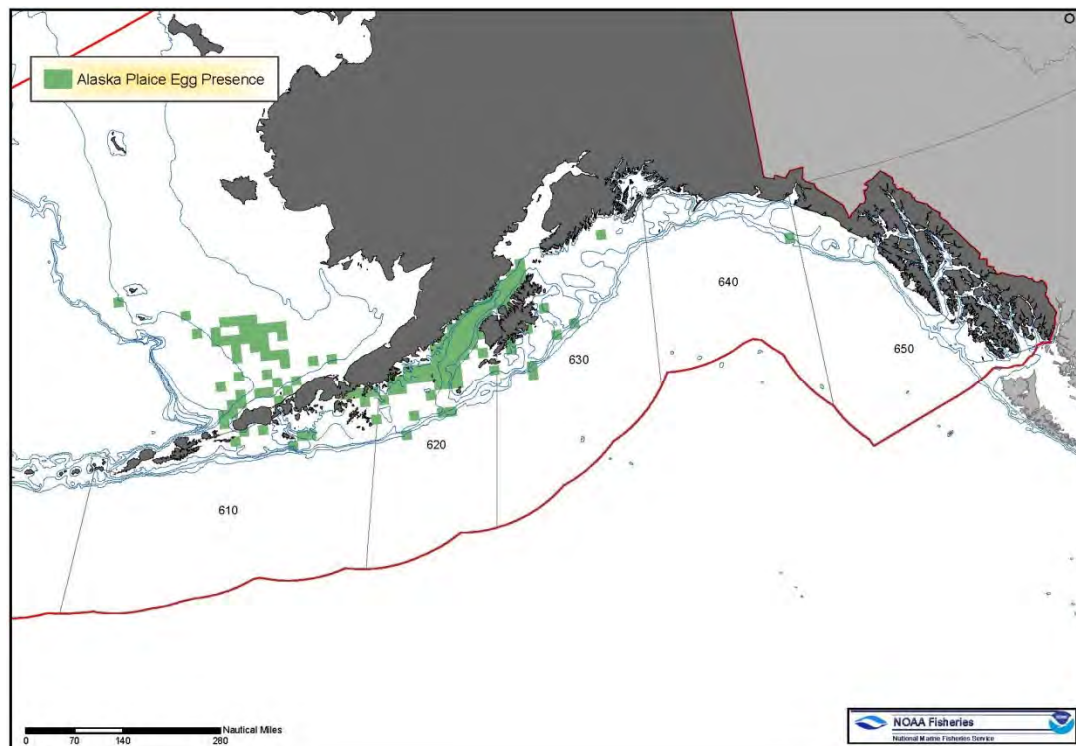 Alaska Plaice Egg Presence
640
650
630
620
610
Nautical Miles
0 70 140 280
NOAA Fisheries
National Marine Fisheries Service